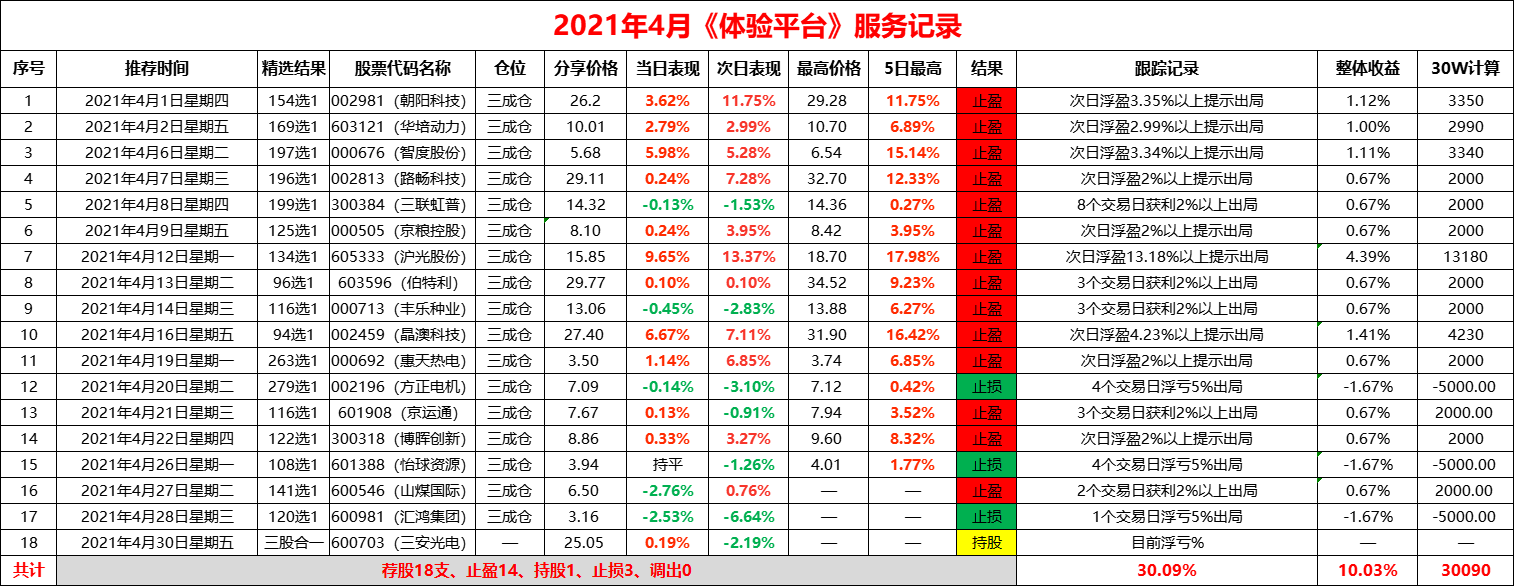 2021年4月《体验平台》服务记录
序号 推荐时间 精选结果 股票代码名称 仓位 分享价格 当日表现 次日表现 最高价格 5日最高 结果 跟踪记录 整体收益 30W计算
1 2021年4月1日星期四 154选1 002981（朝阳科技） 三成仓 26.2 3.62% 11.75% 29.28 11.75% 止盈 次日浮盈3.35%以上提示出局 1.12% 3350
2 2021年4月2日星期五 169选1 603121（华培动力） 三成仓 10.01 2.79% 2.99% 10.70 6.89% 止盈 次日浮盈2.99%以上提示出局 1.00% 2990
3 2021年4月6日星期二 197选1 000676（智度股份） 三成仓 5.68 5.98% 5.28% 6.54 15.14% 止盈 次日浮盈3.34%以上提示出局 1.11% 3340
4 2021年4月7日星期三 196选1 002813（路畅科技） 三成仓 29.11 0.24% 7.28% 32.70 12.33% 止盈 次日浮盈2%以上提示出局 0.67% 2000
5 2021年4月8日星期四 199选1 300384（三联虹普） 三成仓 14.32 -0.13% -1.53% 14.36 0.27% 止盈 8个交易日获利2%以上出局 0.67% 2000
6 2021年4月9日星期五 125选1 000505（京粮控股） 三成仓 8.10 0.24% 3.95% 8.42 3.95% 止盈 次日浮盈2%以上提示出局 0.67% 2000
7 2021年4月12日星期一 134选1 605333（沪光股份） 三成仓 15.85 9.65% 13.37% 18.70 17.98% 止盈 次日浮盈13.18%以上提示出局 4.39% 13180
8 2021年4月13日星期二 96选1 603596（伯特利） 三成仓 29.77 0.10% 0.10% 34.52 9.23% 止盈 3个交易日获利2%以上出局 0.67% 2000
9 2021年4月14日星期三 116选1 000713（丰乐种业） 三成仓 13.06 -0.45% -2.83% 13.88 6.27% 止盈 3个交易日获利2%以上出局 0.67% 2000
10 2021年4月16日星期五 94选1 002459（晶澳科技） 三成仓 27.40 6.67% 7.11% 31.90 16.42% 止盈 次日浮盈4.23%以上提示出局 1.41% 4230
11 2021年4月19日星期一 263选1 000692（惠天热电） 三成仓 3.50 1.14% 6.85% 3.74 6.85% 止盈 次日浮盈2%以上提示出局 0.67% 2000
12 2021年4月20日星期二 279选1 002196（方正电机） 三成仓 7.09 -0.14% -3.10% 7.12 0.42% 止损 4个交易日浮亏5%出局 -1.67% -5000.00
13 2021年4月21日星期三 116选1 601908（京运通） 三成仓 7.67 0.13% -0.91% 7.94 3.52% 止盈 3个交易日获利2%以上出局 0.67% 2000.00
14 2021年4月22日星期四 122选1 300318（博晖创新） 三成仓 8.86 0.33% 3.27% 9.60 8.32% 止盈 次日浮盈2%以上提示出局 0.67% 2000
15 2021年4月26日星期一 108选1 601388（怡球资源） 三成仓 3.94 持平 -1.26% 4.01 1.77% 止损 4个交易日浮亏5%出局 -1.67% -5000.00
16 2021年4月27日星期二 141选1 600546（山煤国际） 三成仓 6.50 -2.76% 0.76% — — 止盈 2个交易日获利2%以上出局 0.67% 2000.00
17 2021年4月28日星期三 120选1 600981（汇鸿集团） 三成仓 3.16 -2.53% -6.64% — — 止损 1个交易日浮亏5%出局 -1.67% -5000.00
18 2021年4月30日星期五 三股合一 600703（三安光电） — 25.05 0.19% -2.19% — — 持股 目前浮亏% — —
共计 荐股18支、止盈14、持股1、止损3、调出0 30.09% 10.03% 30090